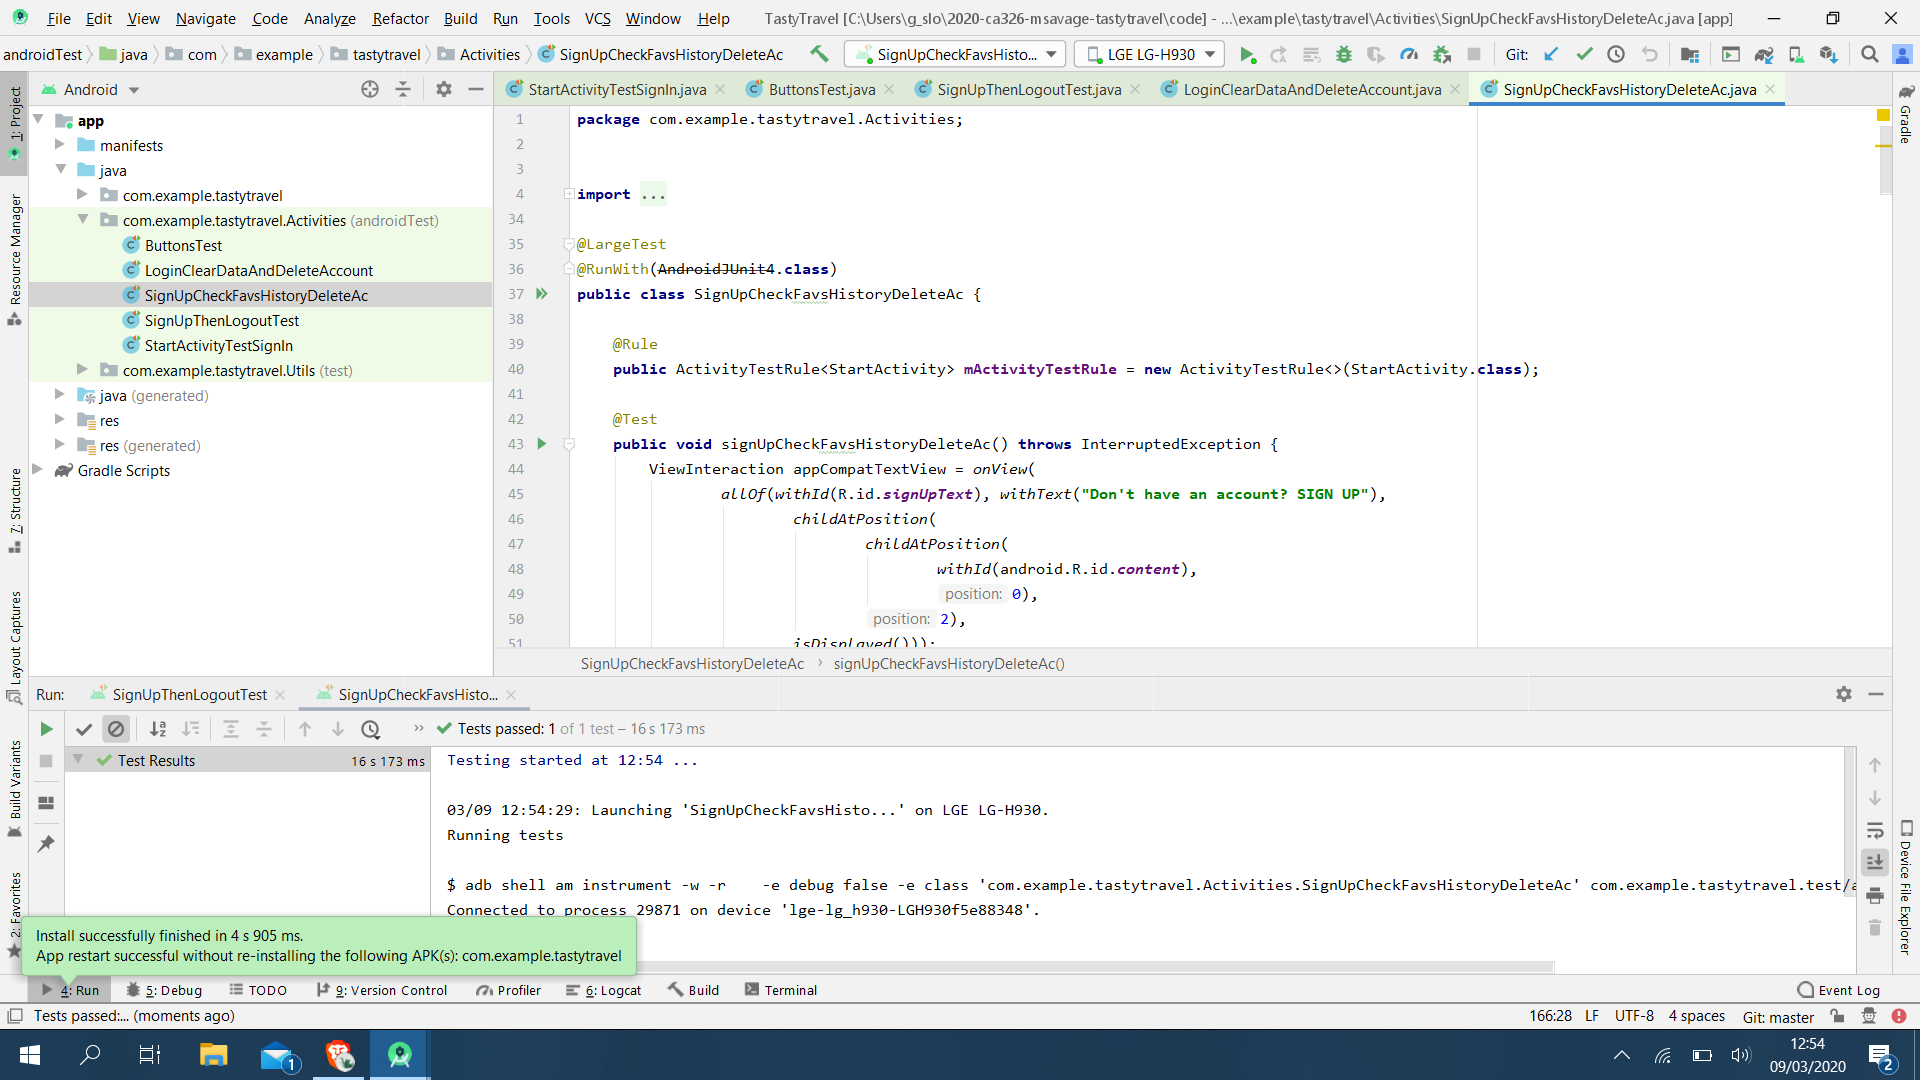 File Edit View Navigate Code Analyze Refactor Build Run Tools VCS Window Help TastyTravel [C:\Users\g_slo\2020-ca326-msavage-tastytravel\code] - ...\example\tastytravel\Activities\SignUpCheckFavsHistoryDeleteAc.java [app]
androidTest java com example tastytravel Activities SignUpCheckFavsHistoryDeleteAc SignUpCheckFavsHisto... LGE LG-H930 Git:
Android StartActivityTestSignIn.java ButtonsTest.java SignUpThenLogoutTest.java LoginClearDataAndDeleteAccount.java SignUpCheckFavsHistoryDeleteAc.java
1: Project
Resource Manager
7: Structure
Layout Captures
Build Variants
2: Favorites
app
manifests
java
com.example.tastytravel
com.example.tastytravel.Activities (androidTest)
ButtonsTest
LoginClearDataAndDeleteAccount
SignUpCheckFavsHistoryDeleteAc
SignUpThenLogoutTest
StartActivityTestSignIn
com.example.tastytravel.Utils (test)
java (generated)
res
res (generated)
Gradle Scripts
1 package com.example.tastytravel.Activities;
2
3
4 import ...
34
35 @LargeTest
36 @RunWith(AndroidJUnit4.class)
37 public class SignUpCheckFavsHistoryDeleteAc {
38
39 @Rule
40 public ActivityTestRule<StartActivity> mActivityTestRule = new ActivityTestRule<>(StartActivity.class);
41
42 @Test
43 public void signUpCheckFavsHistoryDeleteAc() throws InterruptedException {
44 ViewInteraction appCompatTextView = onView(
45 allOf(withId(R.id.signUpText), withText("Don't have an account? SIGN UP"),
46 childAtPosition(
47 childAtPosition(
48 withId(android.R.id.content),
49 position: 0),
50 position: 2),
51 isDisplayed()));
SignUpCheckFavsHistoryDeleteAc › signUpCheckFavsHistoryDeleteAc()
Gradle
Device File Explorer
Run: SignUpThenLogoutTest SignUpCheckFavsHisto...
» Tests passed: 1 of 1 test – 16 s 173 ms
Test Results 16 s 173 ms
Testing started at 12:54 ...
03/09 12:54:29: Launching 'SignUpCheckFavsHisto...' on LGE LG-H930.
Running tests
$ adb shell am instrument -w -r    -e debug false -e class 'com.example.tastytravel.Activities.SignUpCheckFavsHistoryDeleteAc' com.example.tastytravel.test/a
Connected to process 29871 on device 'lge-lg_h930-LGH930f5e88348'.
Install successfully finished in 4 s 905 ms.
App restart successful without re-installing the following APK(s): com.example.tastytravel
4: Run 5: Debug TODO 9: Version Control Profiler 6: Logcat Build Terminal Event Log
Tests passed:... (moments ago) 166:28 LF UTF-8 4 spaces Git: master
1
12:54
09/03/2020
2